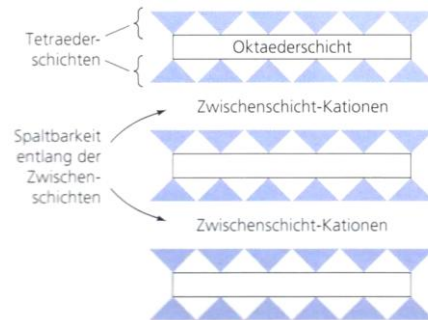 Tetraeder-
schichten
Oktaederschicht
Zwischenschicht-Kationen
Spaltbarkeit
entlang der
Zwischen-
schichten
Zwischenschicht-Kationen